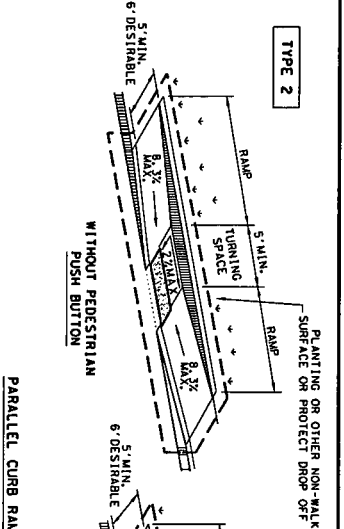 TYPE 2
PLANTING OR OTHER NON-WALK
SURFACE OR PROTECT DROP OFF
RAMP
5' MIN.
TURNING
SPACE
RAMP
5' MIN.
6' DESIRABLE
8.3%
MAX.
2% MAX
8.3%
MAX.
WITHOUT PEDESTRIAN
PUSH BUTTON
5' MIN.
6' DESIRABLE
PARALLEL CURB RAM